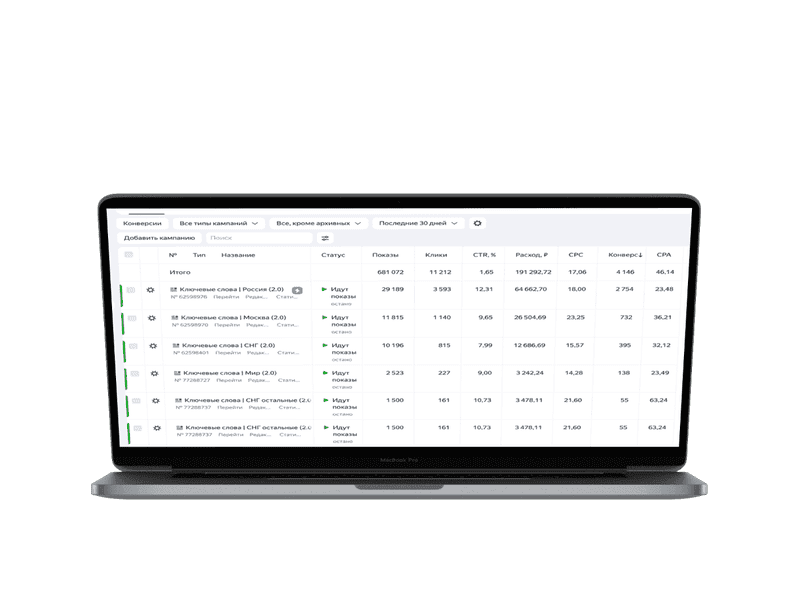 Конверсии Все типы кампаний Все, кроме архивных Последние 30 дней
Добавить кампанию Поиск
№ Тип Название Статус Показы Клики CTR, % Расход, ₽ CPC Конверс↓ CPA
Итого 681 072 11 212 1,65 191 292,72 17,06 4 146 46,14
Ключевые слова | Россия (2.0) Идут показы 29 189 3 593 12,31 64 662,70 18,00 2 754 23,48
№ 62598976 Перейти Редак... Стати...
Ключевые слова | Москва (2.0) Идут показы 11 815 1 140 9,65 26 504,69 23,25 732 36,21
№ 62598970 Перейти Редак... Стати...
Ключевые слова | СНГ (2.0) Идут показы 10 196 815 7,99 12 686,69 15,57 395 32,12
№ 62596401 Перейти Редак... Стати...
Ключевые слова | Мир (2.0) Идут показы 2 523 227 9,00 3 242,24 14,28 138 23,49
№ 77288727 Перейти Редак... Стати...
Ключевые слова | СНГ остальные (2.0 Идут показы 1 500 161 10,73 3 478,11 21,60 55 63,24
№ 77288737 Перейти Редак... Стати...
Ключевые слова | СНГ остальные (2.0 Идут показы 1 500 161 10,73 3 478,11 21,60 55 63,24
№ 77288737 Перейти Редак... Стати...
MacBook Pro